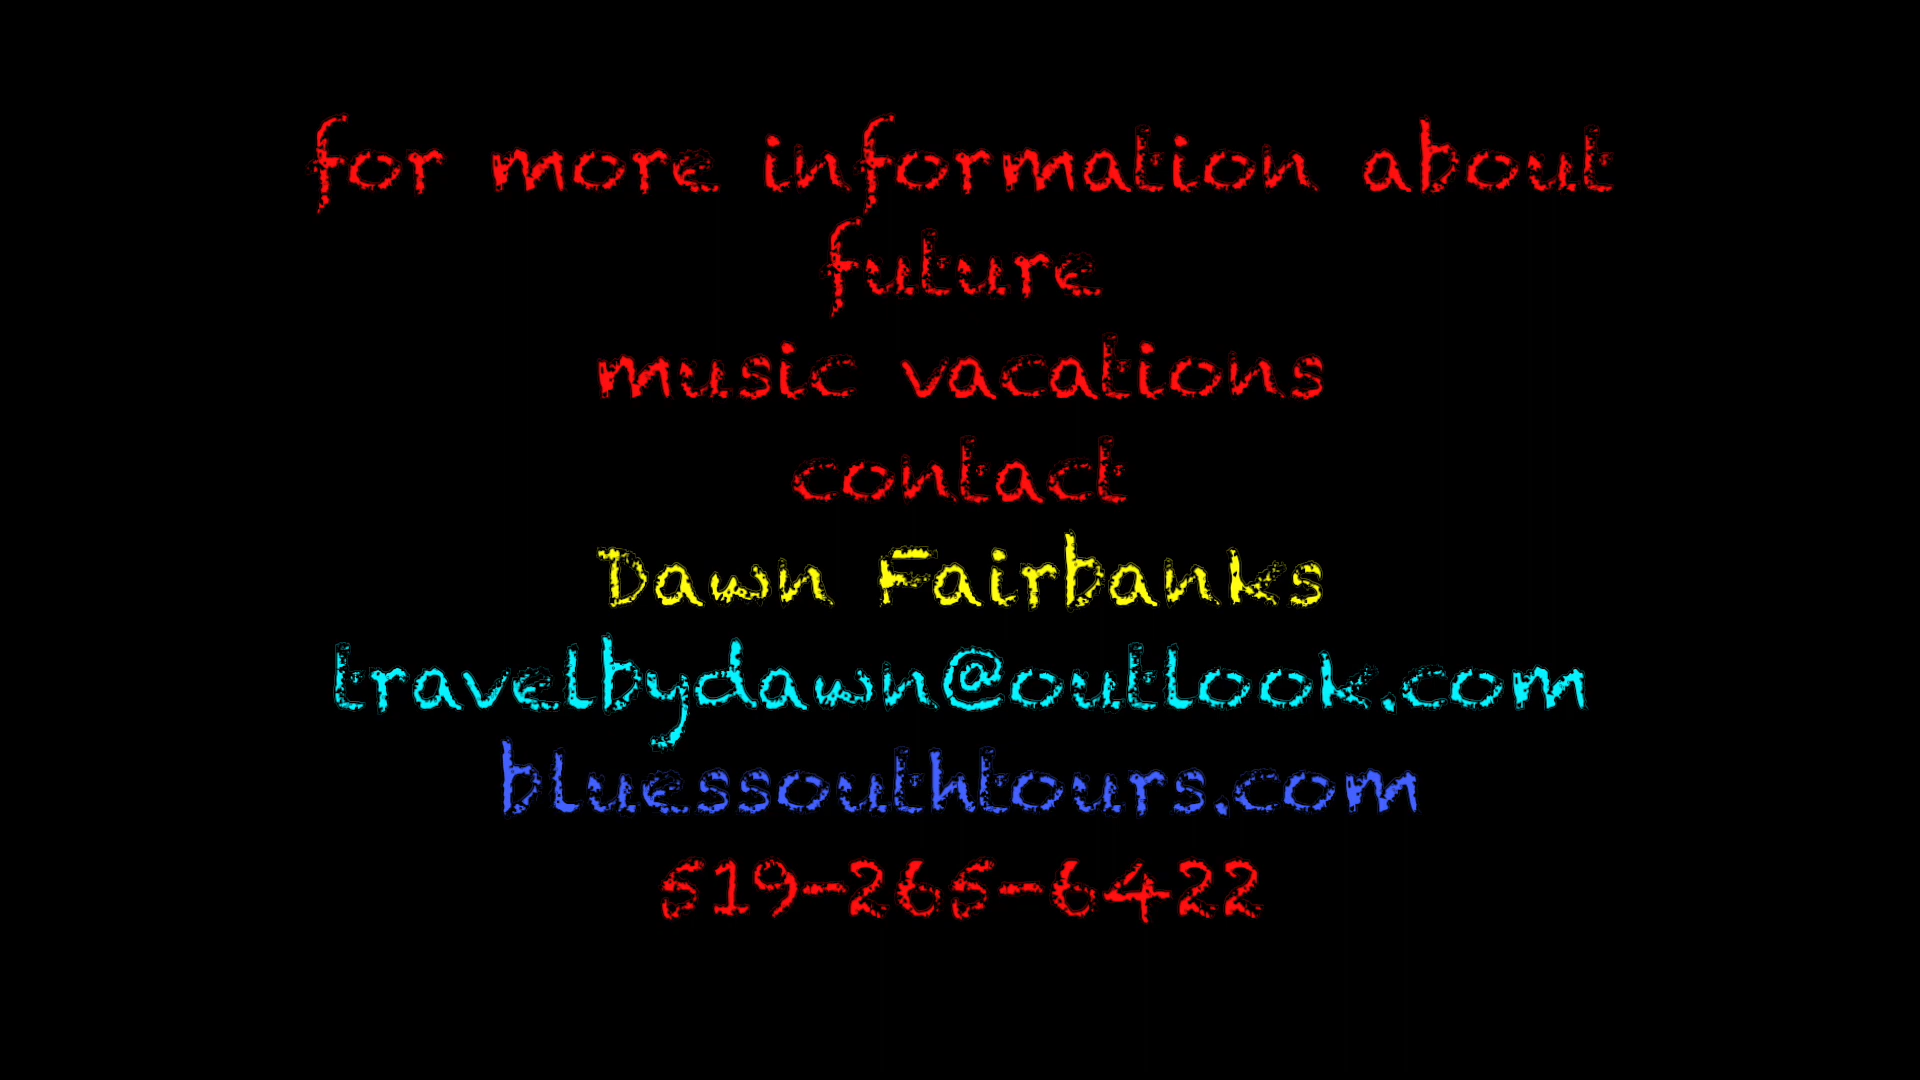 for more information about
future
music vacations
contact
Dawn Fairbanks
travelbydawn@outlook.com
bluessouthtours.com
519-265-6422